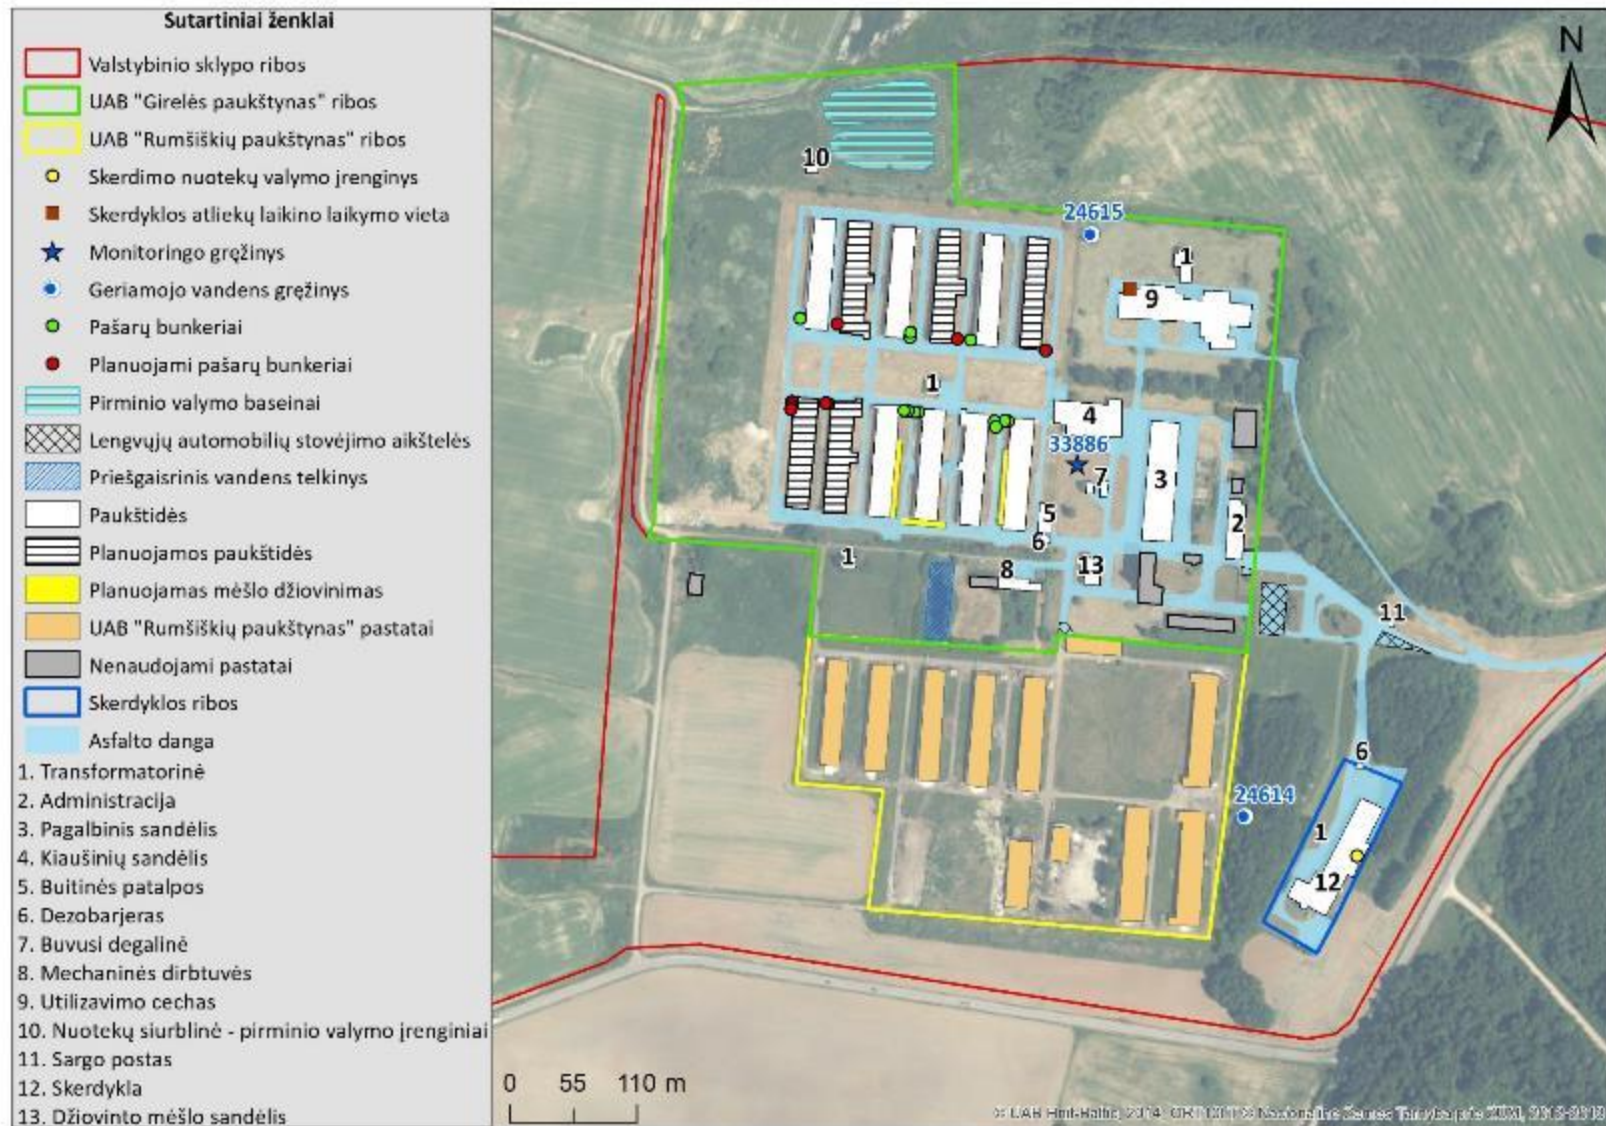 Sutartiniai ženklai
Valstybinio sklypo ribos
UAB "Girelės paukštynas" ribos
UAB "Rumšiškių paukštynas" ribos
Skerdimo nuotekų valymo įrenginys
Skerdyklos atliekų laikino laikymo vieta
Monitoringo gręžinys
Geriamojo vandens gręžinys
Pašarų bunkeriai
Planuojami pašarų bunkeriai
Pirminio valymo baseinai
Lengvųjų automobilių stovėjimo aikštelės
Priešgaisrinis vandens telkinys
Paukštidės
Planuojamos paukštidės
Planuojamas mėšlo džiovinimas
UAB "Rumšiškių paukštynas" pastatai
Nenaudojami pastatai
Skerdyklos ribos
Asfalto danga
1. Transformatorinė
2. Administracija
3. Pagalbinis sandėlis
4. Kiaušinių sandėlis
5. Buitinės patalpos
6. Dezobarjeras
7. Buvusi degalinė
8. Mechaninės dirbtuvės
9. Utilizavimo cechas
10. Nuotekų siurblinė - pirminio valymo įrenginiai
11. Sargo postas
12. Skerdykla
13. Džiovinto mėšlo sandėlis
N
10
24615
1
9
1
4
33886
7
3
5
2
6
1
8
13
11
6
24614
1
12
0 55 110 m
© UAB Hnit-Baltic, 2014, ORT10LT ©